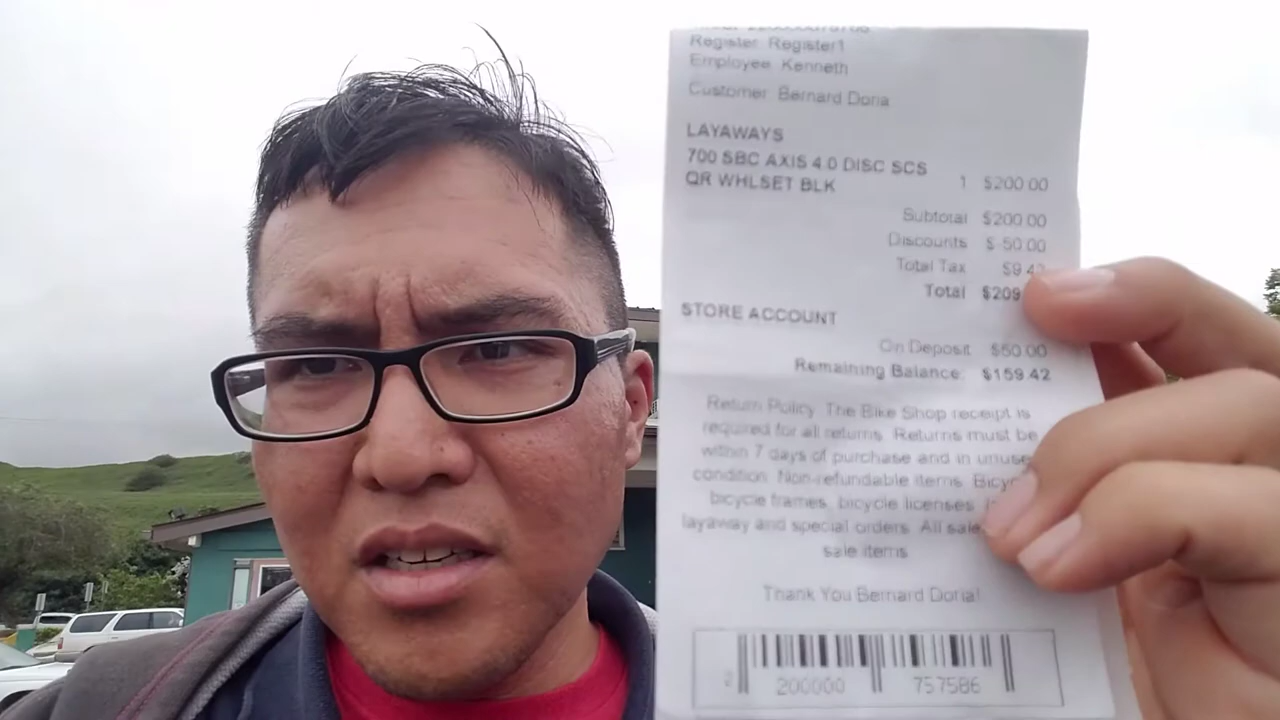 Register: Register1
Employee: Kenneth
Customer: Bernard Doria
LAYAWAYS
700 SBC AXIS 4.0 DISC SCS
QR WHLSET BLK 1 $200.00
Subtotal $200.00
Discounts $-50.00
Total Tax $9.42
Total $209
STORE ACCOUNT
On Deposit $50.00
Remaining Balance: $159.42
Return Policy: The Bike Shop receipt is
required for all returns. Returns must be
within 7 days of purchase and in
condition. Non-refundable items:
bicycle frames, bicycle licenses,
layaway and special orders. All
sale items
Thank You Bernard Doria!
2 200000 757586